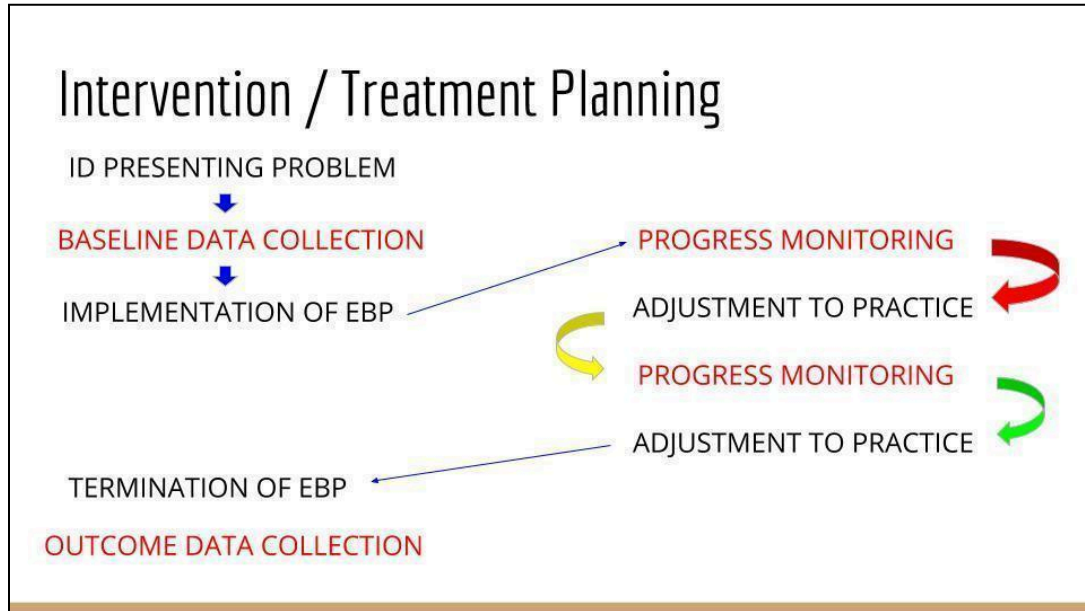 Intervention / Treatment Planning
ID PRESENTING PROBLEM
BASELINE DATA COLLECTION
IMPLEMENTATION OF EBP
PROGRESS MONITORING
ADJUSTMENT TO PRACTICE
PROGRESS MONITORING
ADJUSTMENT TO PRACTICE
TERMINATION OF EBP
OUTCOME DATA COLLECTION